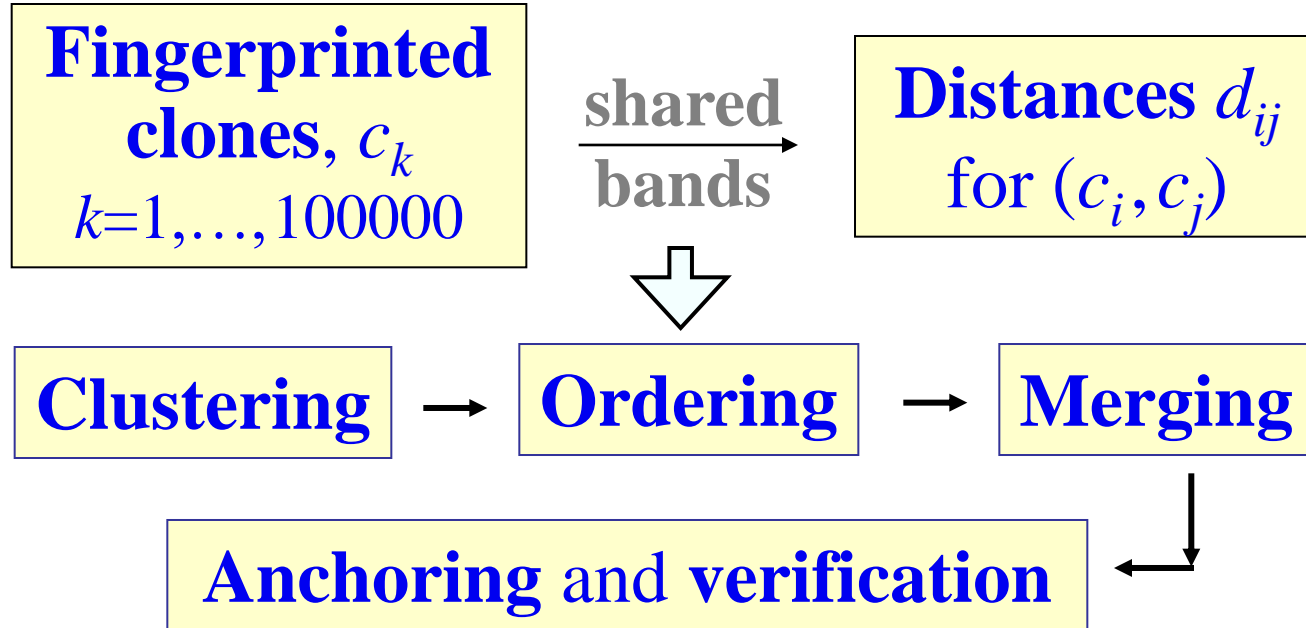 Fingerprinted
clones, c_k
k=1,…,100000
shared
bands
Distances d_ij
for (c_i, c_j)
Clustering
Ordering
Merging
Anchoring and verification